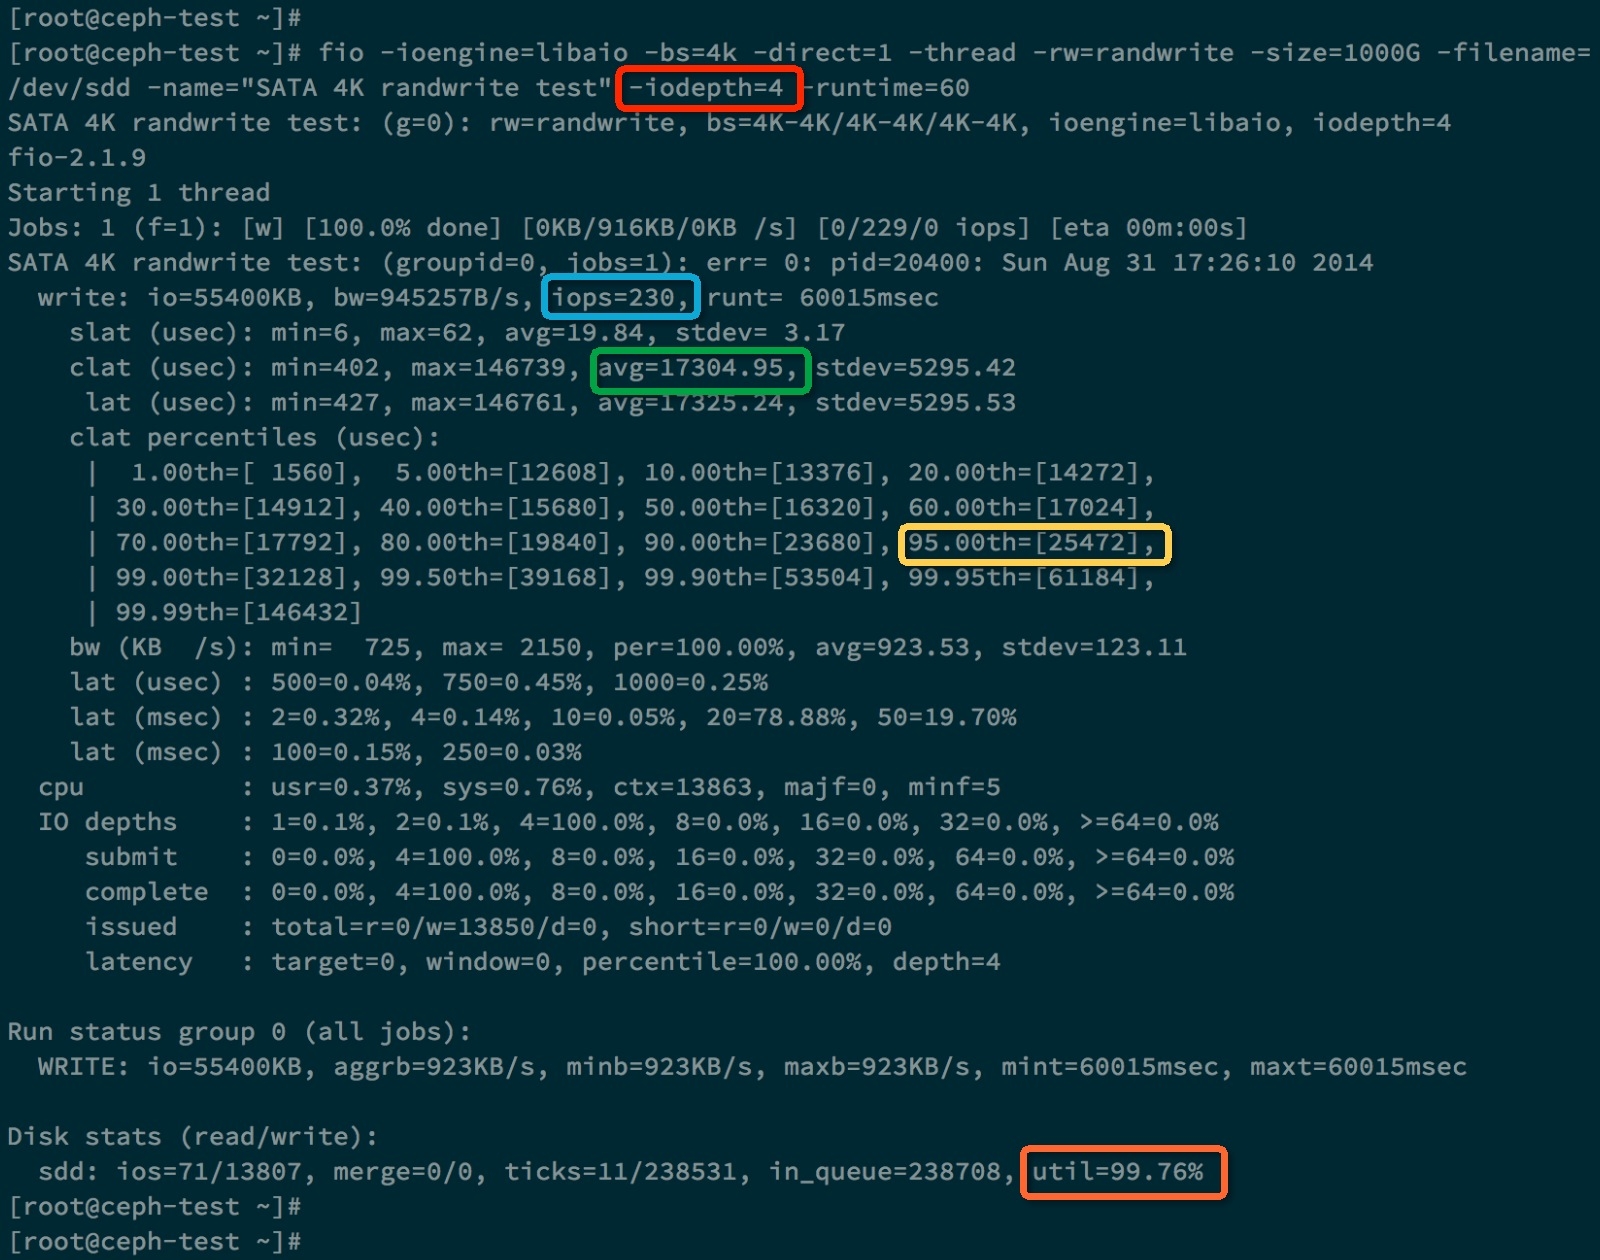 [root@ceph-test ~]#
[root@ceph-test ~]# fio -ioengine=libaio -bs=4k -direct=1 -thread -rw=randwrite -size=1000G -filename=
/dev/sdd -name="SATA 4K randwrite test" -iodepth=4 -runtime=60
SATA 4K randwrite test: (g=0): rw=randwrite, bs=4K-4K/4K-4K/4K-4K, ioengine=libaio, iodepth=4
fio-2.1.9
Starting 1 thread
Jobs: 1 (f=1): [w] [100.0% done] [0KB/916KB/0KB /s] [0/229/0 iops] [eta 00m:00s]
SATA 4K randwrite test: (groupid=0, jobs=1): err= 0: pid=20400: Sun Aug 31 17:26:10 2014
  write: io=55400KB, bw=945257B/s, iops=230, runt= 60015msec
    slat (usec): min=6, max=62, avg=19.84, stdev= 3.17
    clat (usec): min=402, max=146739, avg=17304.95, stdev=5295.42
     lat (usec): min=427, max=146761, avg=17325.24, stdev=5295.53
    clat percentiles (usec):
     |  1.00th=[ 1560],  5.00th=[12608], 10.00th=[13376], 20.00th=[14272],
     | 30.00th=[14912], 40.00th=[15680], 50.00th=[16320], 60.00th=[17024],
     | 70.00th=[17792], 80.00th=[19840], 90.00th=[23680], 95.00th=[25472],
     | 99.00th=[32128], 99.50th=[39168], 99.90th=[53504], 99.95th=[61184],
     | 99.99th=[146432]
    bw (KB  /s): min=  725, max= 2150, per=100.00%, avg=923.53, stdev=123.11
    lat (usec) : 500=0.04%, 750=0.45%, 1000=0.25%
    lat (msec) : 2=0.32%, 4=0.14%, 10=0.05%, 20=78.88%, 50=19.70%
    lat (msec) : 100=0.15%, 250=0.03%
  cpu          : usr=0.37%, sys=0.76%, ctx=13863, majf=0, minf=5
  IO depths    : 1=0.1%, 2=0.1%, 4=100.0%, 8=0.0%, 16=0.0%, 32=0.0%, >=64=0.0%
     submit    : 0=0.0%, 4=100.0%, 8=0.0%, 16=0.0%, 32=0.0%, 64=0.0%, >=64=0.0%
     complete  : 0=0.0%, 4=100.0%, 8=0.0%, 16=0.0%, 32=0.0%, 64=0.0%, >=64=0.0%
     issued    : total=r=0/w=13850/d=0, short=r=0/w=0/d=0
     latency   : target=0, window=0, percentile=100.00%, depth=4
Run status group 0 (all jobs):
  WRITE: io=55400KB, aggrb=923KB/s, minb=923KB/s, maxb=923KB/s, mint=60015msec, maxt=60015msec
Disk stats (read/write):
  sdd: ios=71/13807, merge=0/0, ticks=11/238531, in_queue=238708, util=99.76%
[root@ceph-test ~]#
[root@ceph-test ~]#